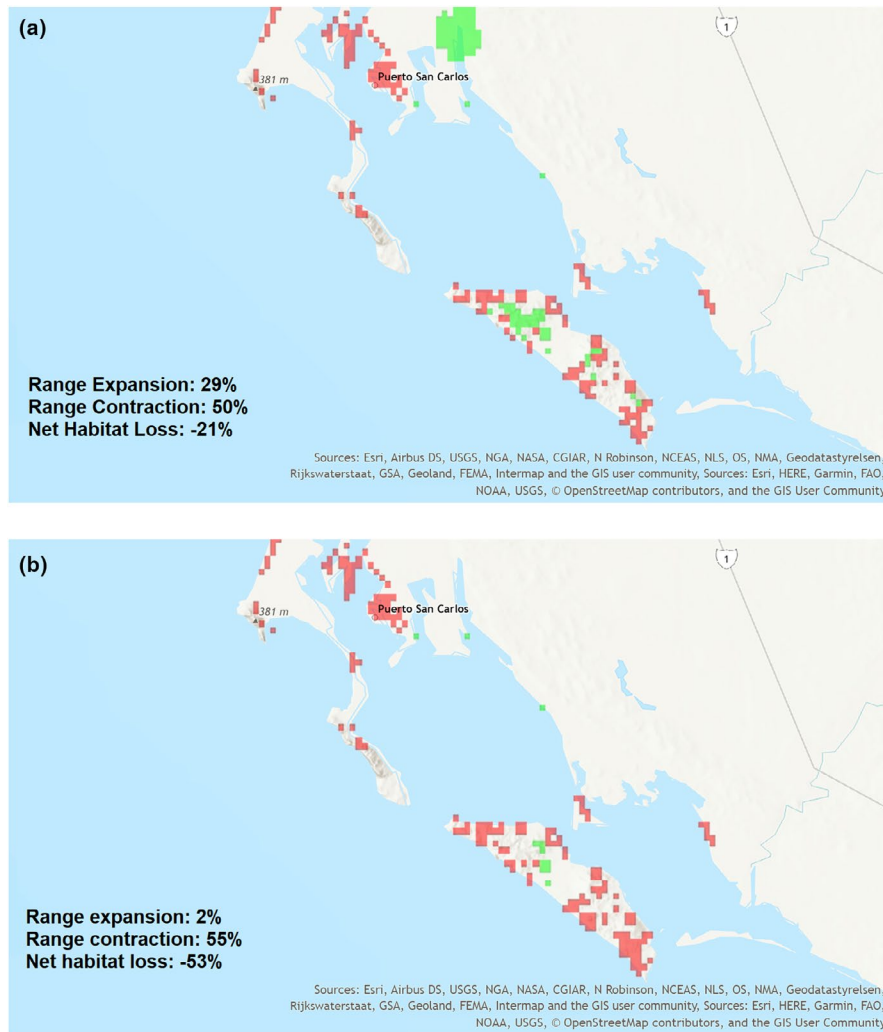 (a)
1
381 m
Puerto San Carlos
Range Expansion: 29%
Range Contraction: 50%
Net Habitat Loss: -21%
Sources: Esri, Airbus DS, USGS, NGA, NASA, CGIAR, N Robinson, NCEAS, NLS, OS, NMA, Geodatastyrelsen,
Rijkswaterstaat, GSA, Geoland, FEMA, Intermap and the GIS user community, Sources: Esri, HERE, Garmin, FAO,
NOAA, USGS, © OpenStreetMap contributors, and the GIS User Community
(b)
1
381 m
Puerto San Carlos
Range expansion: 2%
Range contraction: 55%
Net habitat loss: -53%
Sources: Esri, Airbus DS, USGS, NGA, NASA, CGIAR, N Robinson, NCEAS, NLS, OS, NMA, Geodatastyrelsen,
Rijkswaterstaat, GSA, Geoland, FEMA, Intermap and the GIS user community, Sources: Esri, HERE, Garmin, FAO,
NOAA, USGS, © OpenStreetMap contributors, and the GIS User Community